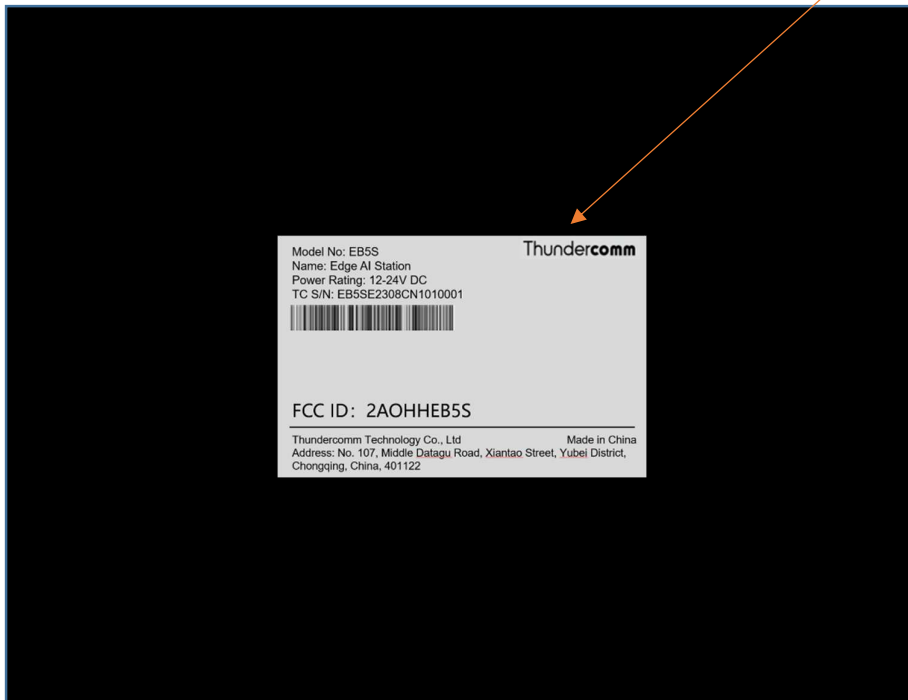 Model No: EB5S
Thundercomm
Name: Edge AI Station
Power Rating: 12-24V DC
TC S/N: EB5SE2308CN1010001
FCC ID：2AOHHEB5S
Thundercomm Technology Co., Ltd
Made in China
Address: No. 107, Middle Datagu Road, Xiantao Street, Yubei District,
Chongqing, China, 401122